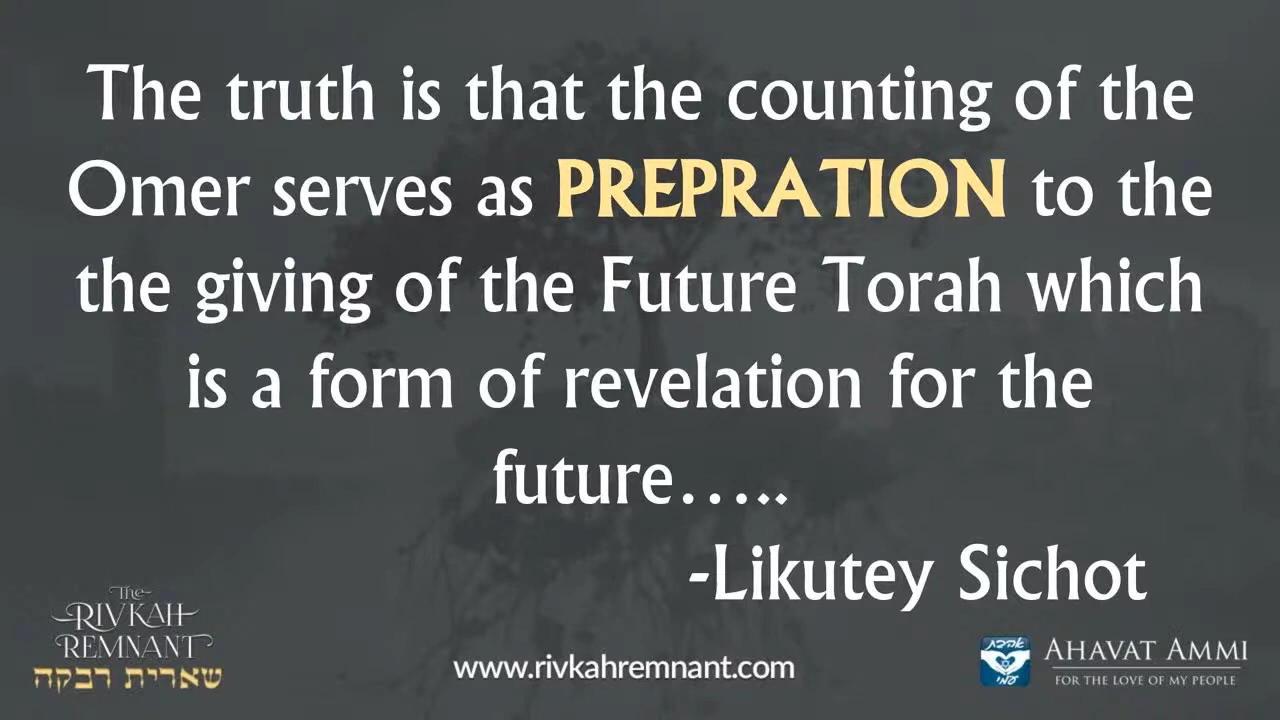 The truth is that the counting of the
Omer serves as PREPRATION to the
the giving of the Future Torah which
is a form of revelation for the
future…..
-Likutey Sichot
The
RIVKAH
REMNANT
שארית רבקה
www.rivkahremnant.com
אהבת
עמי
AHAVAT AMMI
FOR THE LOVE OF MY PEOPLE